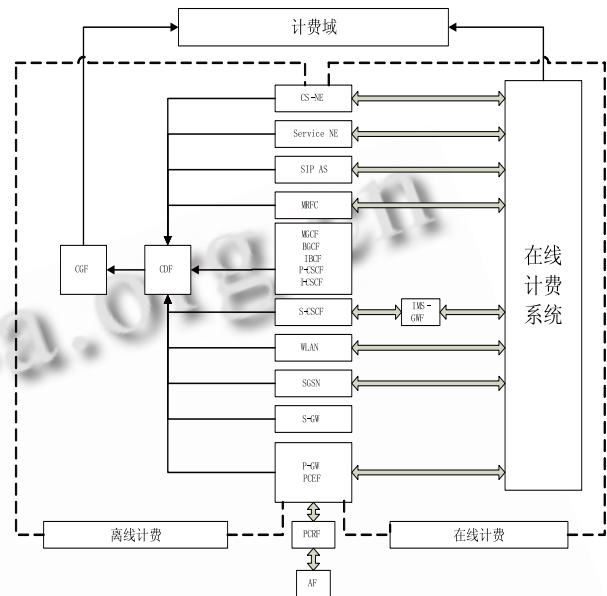 计费域
CS-NE
Service NE
SIP AS
MRFC
MGCF
BGCF
IBCF
P-CSCF
I-CSCF
CGF
CDF
S-CSCF
IMS-
GWF
WLAN
SGSN
S-GW
P-GW
PCEF
在线
计费
系统
离线计费
PCRF
在线计费
AF
a.org.cn